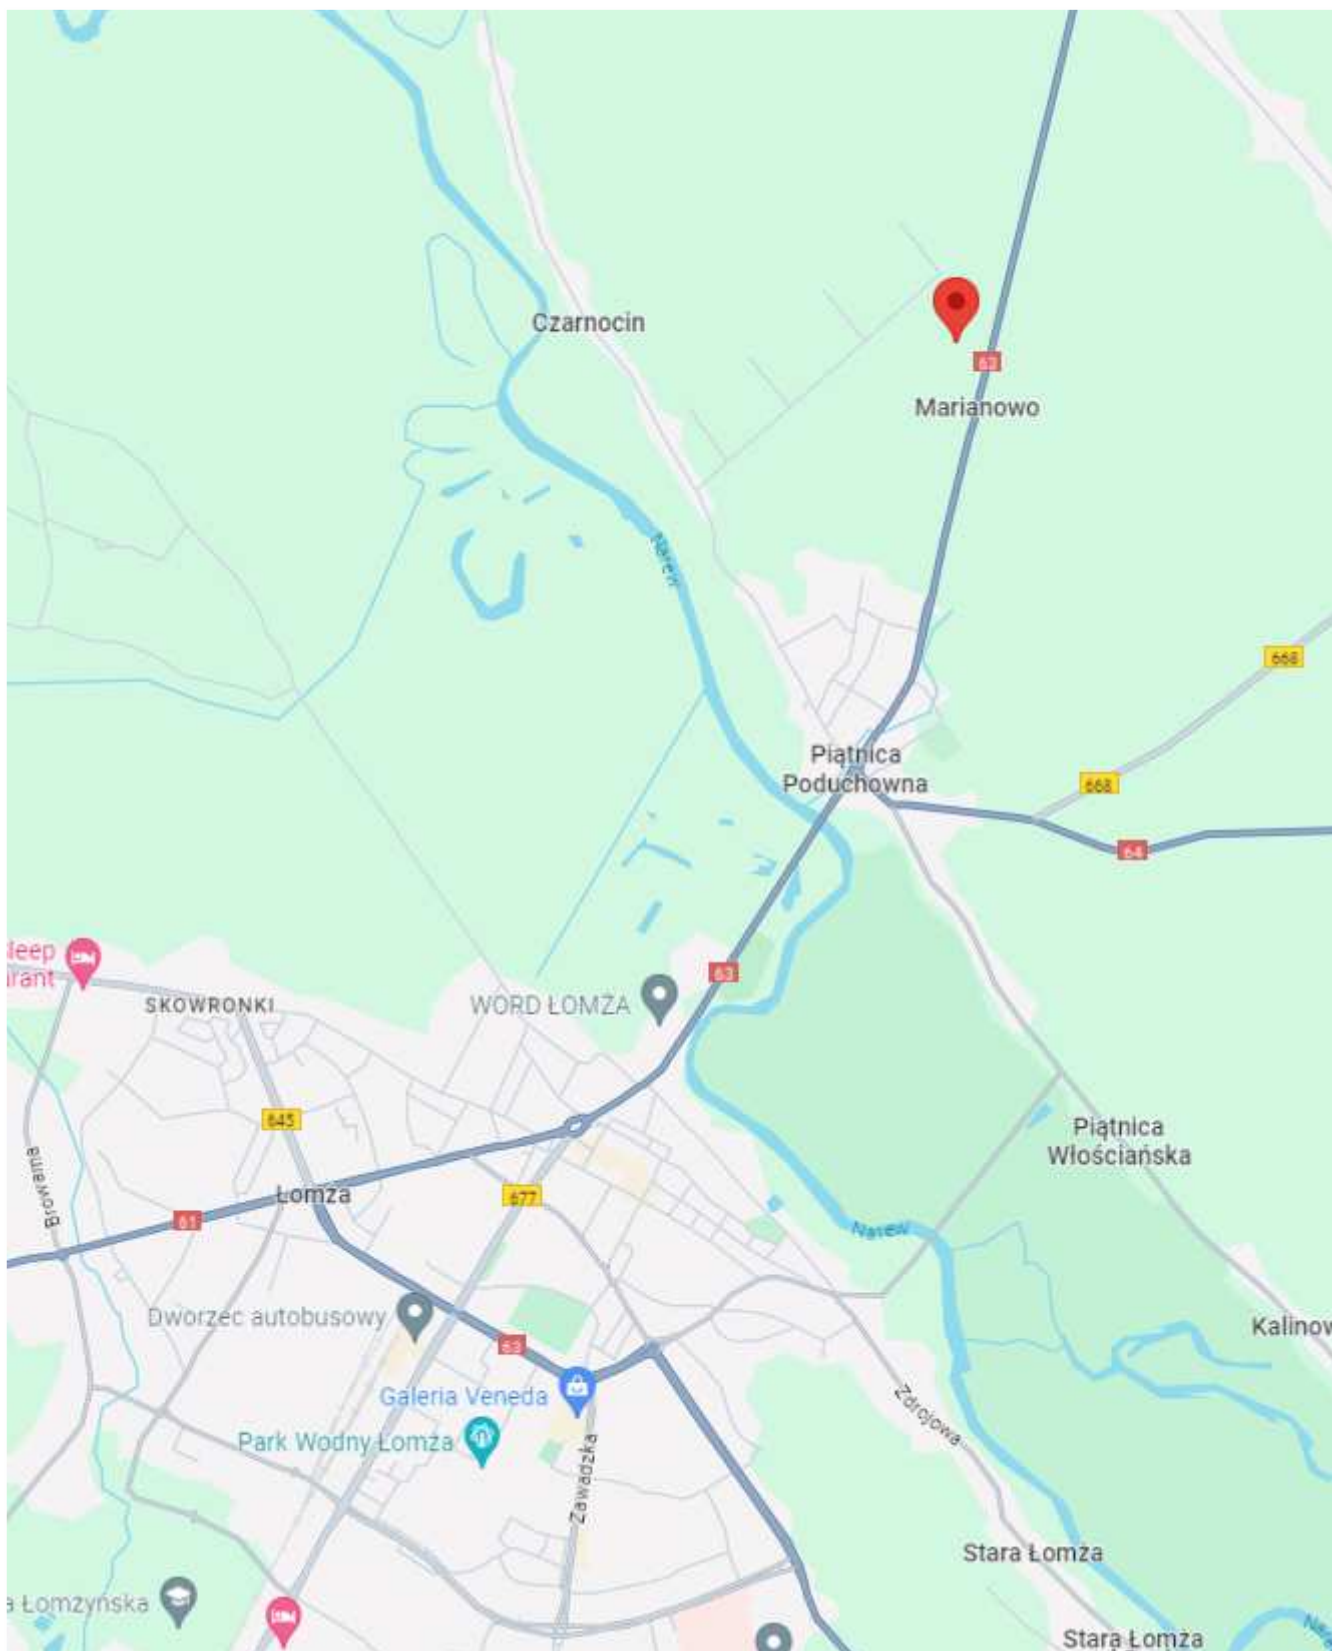 Czarnocin
63
Marianowo
Narew
668
Piątnica
Poduchowna
668
64
63
WORD ŁOMŻA
SKOWRONKI
645
Piątnica
Włościańska
Browarna
Łomża
677
61
Narew
Dworzec autobusowy
63
Kalinow
Galeria Veneda
Zdrojowa
Park Wodny Łomża
Zawadzka
Stara Łomża
a Łomżyńska
Stara Łomża